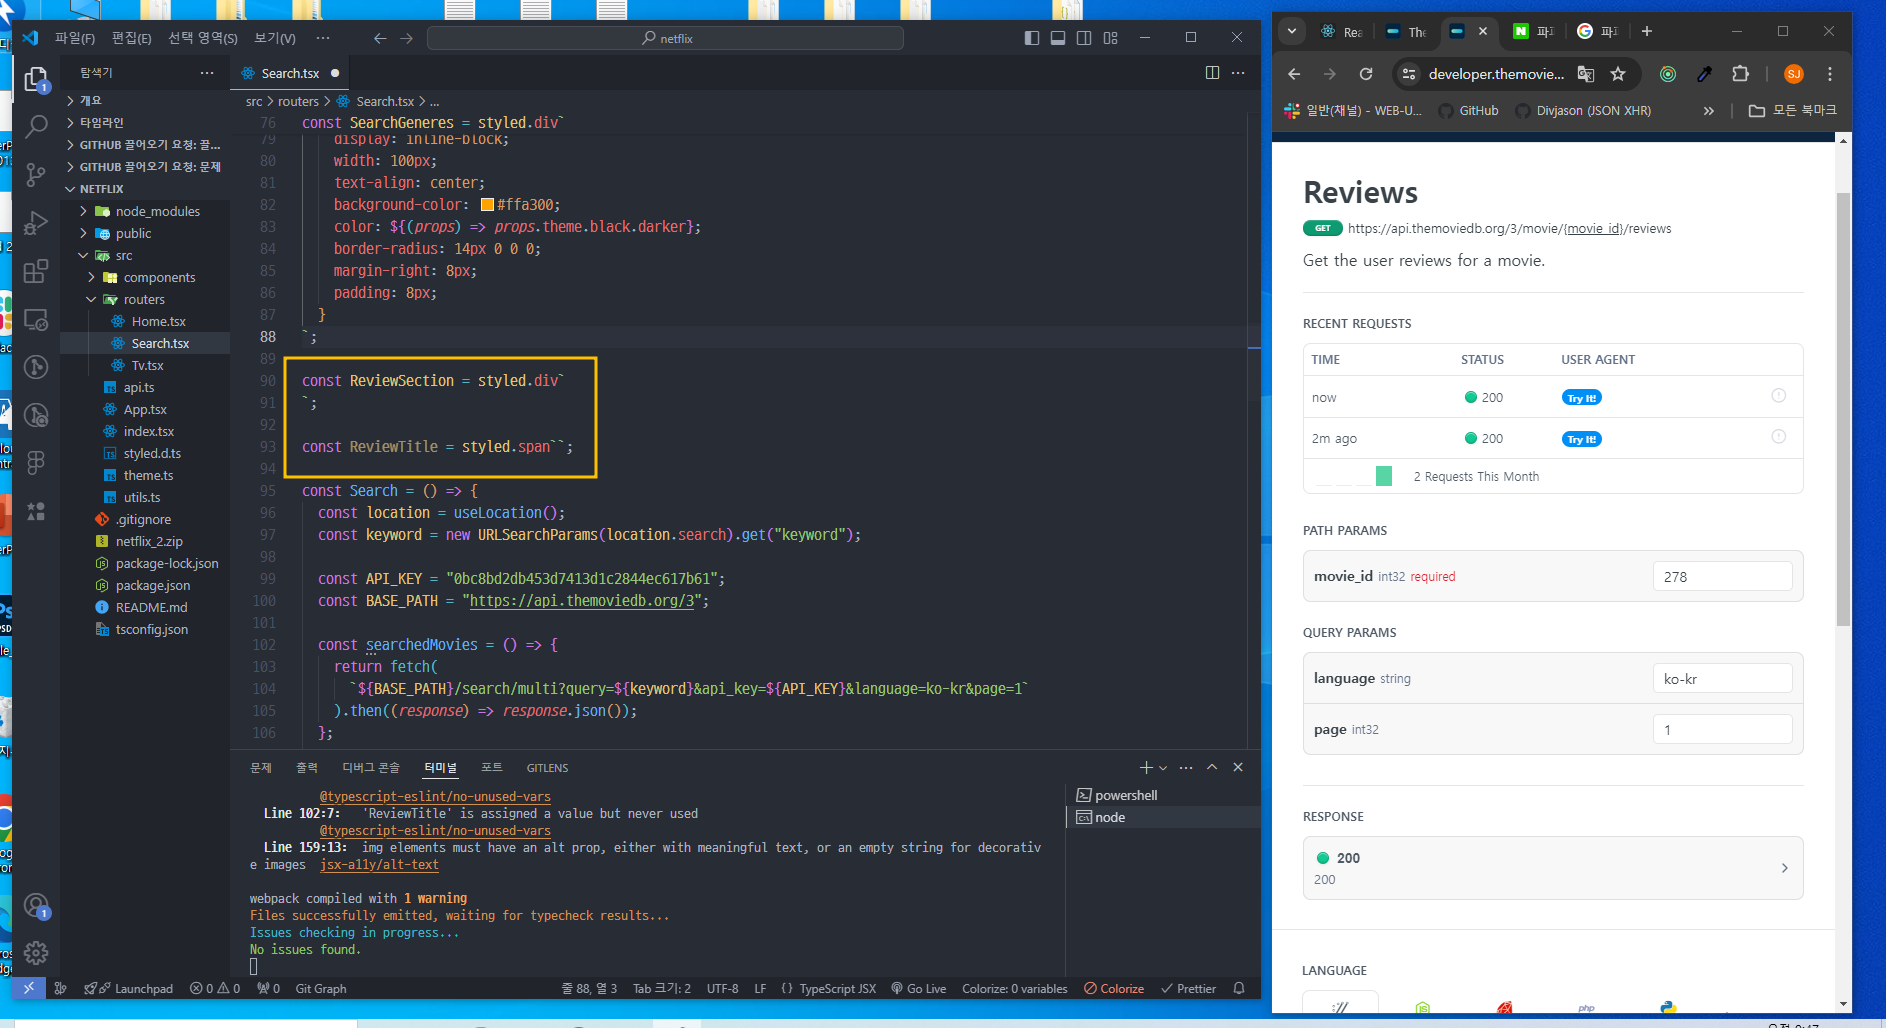 파일(F) 편집(E) 선택 영역(S) 보기(V) ··· netflix
탐색기 ···
개요
타임라인
GITHUB 끌어오기 요청: 끌...
GITHUB 끌어오기 요청: 문제
NETFLIX
node_modules
public
src
components
routers
Home.tsx
Search.tsx
Tv.tsx
api.ts
App.tsx
index.tsx
styled.d.ts
theme.ts
utils.ts
.gitignore
netflix_2.zip
package-lock.json
package.json
README.md
tsconfig.json
Search.tsx
src > routers > Search.tsx > ...
76 const SearchGeneres = styled.div`
79 display: inline-block;
80 width: 100px;
81 text-align: center;
82 background-color: #ffa300;
83 color: ${(props) => props.theme.black.darker};
84 border-radius: 14px 0 0 0;
85 margin-right: 8px;
86 padding: 8px;
87 }
88 `;
89
90 const ReviewSection = styled.div`
91 `;
92
93 const ReviewTitle = styled.span``;
94
95 const Search = () => {
96 const location = useLocation();
97 const keyword = new URLSearchParams(location.search).get("keyword");
98
99 const API_KEY = "0bc8bd2db453d7413d1c2844ec617b61";
100 const BASE_PATH = "https://api.themoviedb.org/3";
101
102 const searchedMovies = () => {
103 return fetch(
104 `${BASE_PATH}/search/multi?query=${keyword}&api_key=${API_KEY}&language=ko-kr&page=1`
105 ).then((response) => response.json());
106 };
문제 출력 디버그 콘솔 터미널 포트 GITLENS
@typescript-eslint/no-unused-vars
Line 102:7: 'ReviewTitle' is assigned a value but never used
@typescript-eslint/no-unused-vars
Line 159:13: img elements must have an alt prop, either with meaningful text, or an empty string for decorativ
e images jsx-a11y/alt-text
webpack compiled with 1 warning
Files successfully emitted, waiting for typecheck results...
Issues checking in progress...
No issues found.
powershell
node
Launchpad 0 0 0 Git Graph 줄 88, 열 3 Tab 크기: 2 UTF-8 LF {} TypeScript JSX Go Live Colorize: 0 variables Colorize Prettier
Rea The 파파 파파
developer.themovie... SJ
일반(채널) - WEB-U... GitHub Divjason (JSON XHR) » 모든 북마크
Reviews
GET https://api.themoviedb.org/3/movie/{movie_id}/reviews
Get the user reviews for a movie.
RECENT REQUESTS
TIME STATUS USER AGENT
now 200 Try It!
2m ago 200 Try It!
2 Requests This Month
PATH PARAMS
movie_id int32 required 278
QUERY PARAMS
language string ko-kr
page int32 1
RESPONSE
200
200
LANGUAGE
php